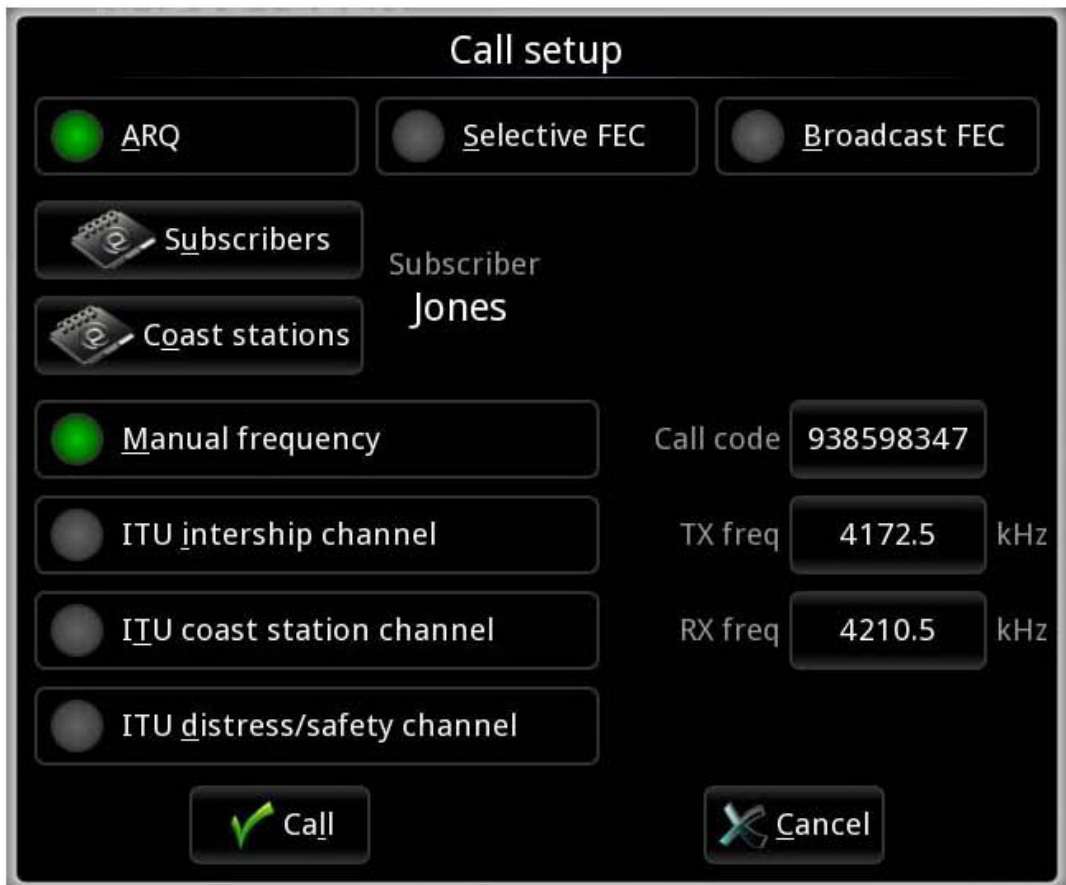 Call setup
ARQ
Selective FEC
Broadcast FEC
Subscribers
Subscriber
Jones
Coast stations
Manual frequency
Call code 938598347
ITU intership channel
TX freq 4172.5 kHz
ITU coast station channel
RX freq 4210.5 kHz
ITU distress/safety channel
Call
Cancel